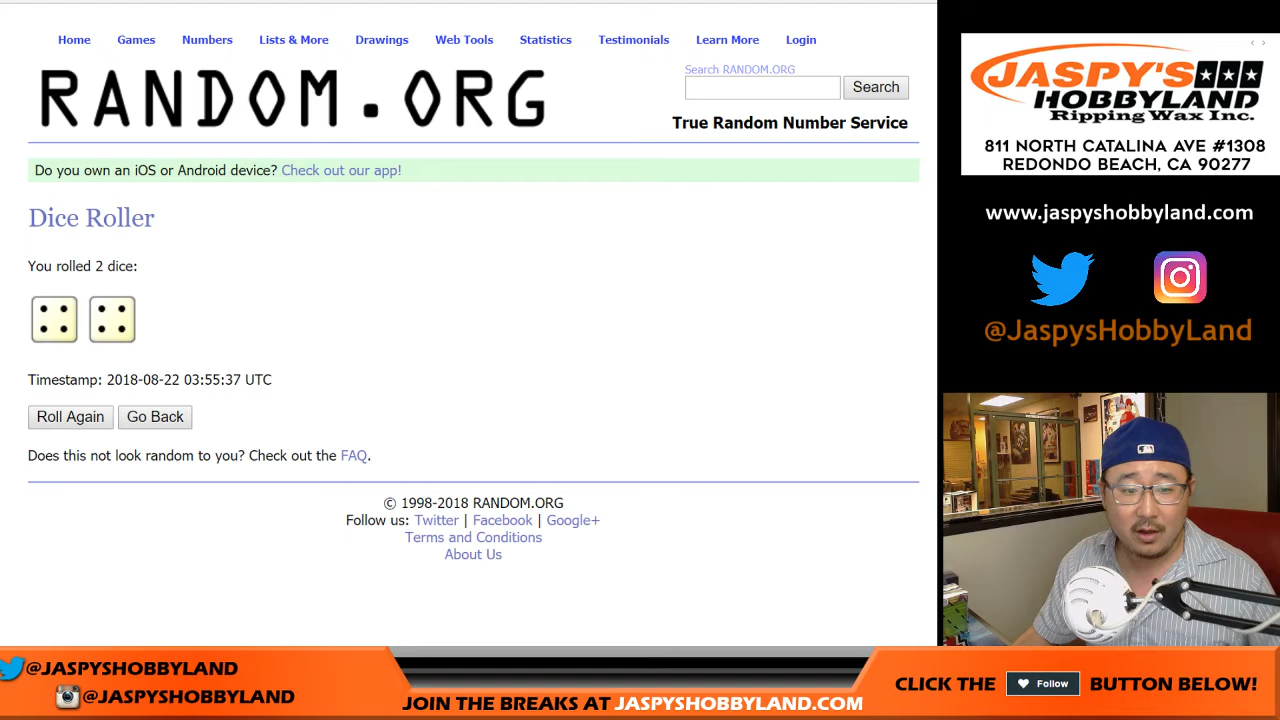 Home Games Numbers Lists & More Drawings Web Tools Statistics Testimonials Learn More Login
RANDOM.ORG
Search RANDOM.ORG
Search
True Random Number Service
Do you own an iOS or Android device? Check out our app!
Dice Roller
You rolled 2 dice:
Timestamp: 2018-08-22 03:55:37 UTC
Roll Again Go Back
Does this not look random to you? Check out the FAQ.
© 1998-2018 RANDOM.ORG
Follow us: Twitter | Facebook | Google+
Terms and Conditions
About Us
JASPY'S
HOBBYLAND
Ripping Wax Inc.
811 NORTH CATALINA AVE #1308
REDONDO BEACH, CA 90277
www.jaspyshobbyland.com
@JaspysHobbyLand
@JASPYSHOBBYLAND
@JASPYSHOBBYLAND
JOIN THE BREAKS AT JASPYSHOBBYLAND.COM
CLICK THE Follow BUTTON BELOW!